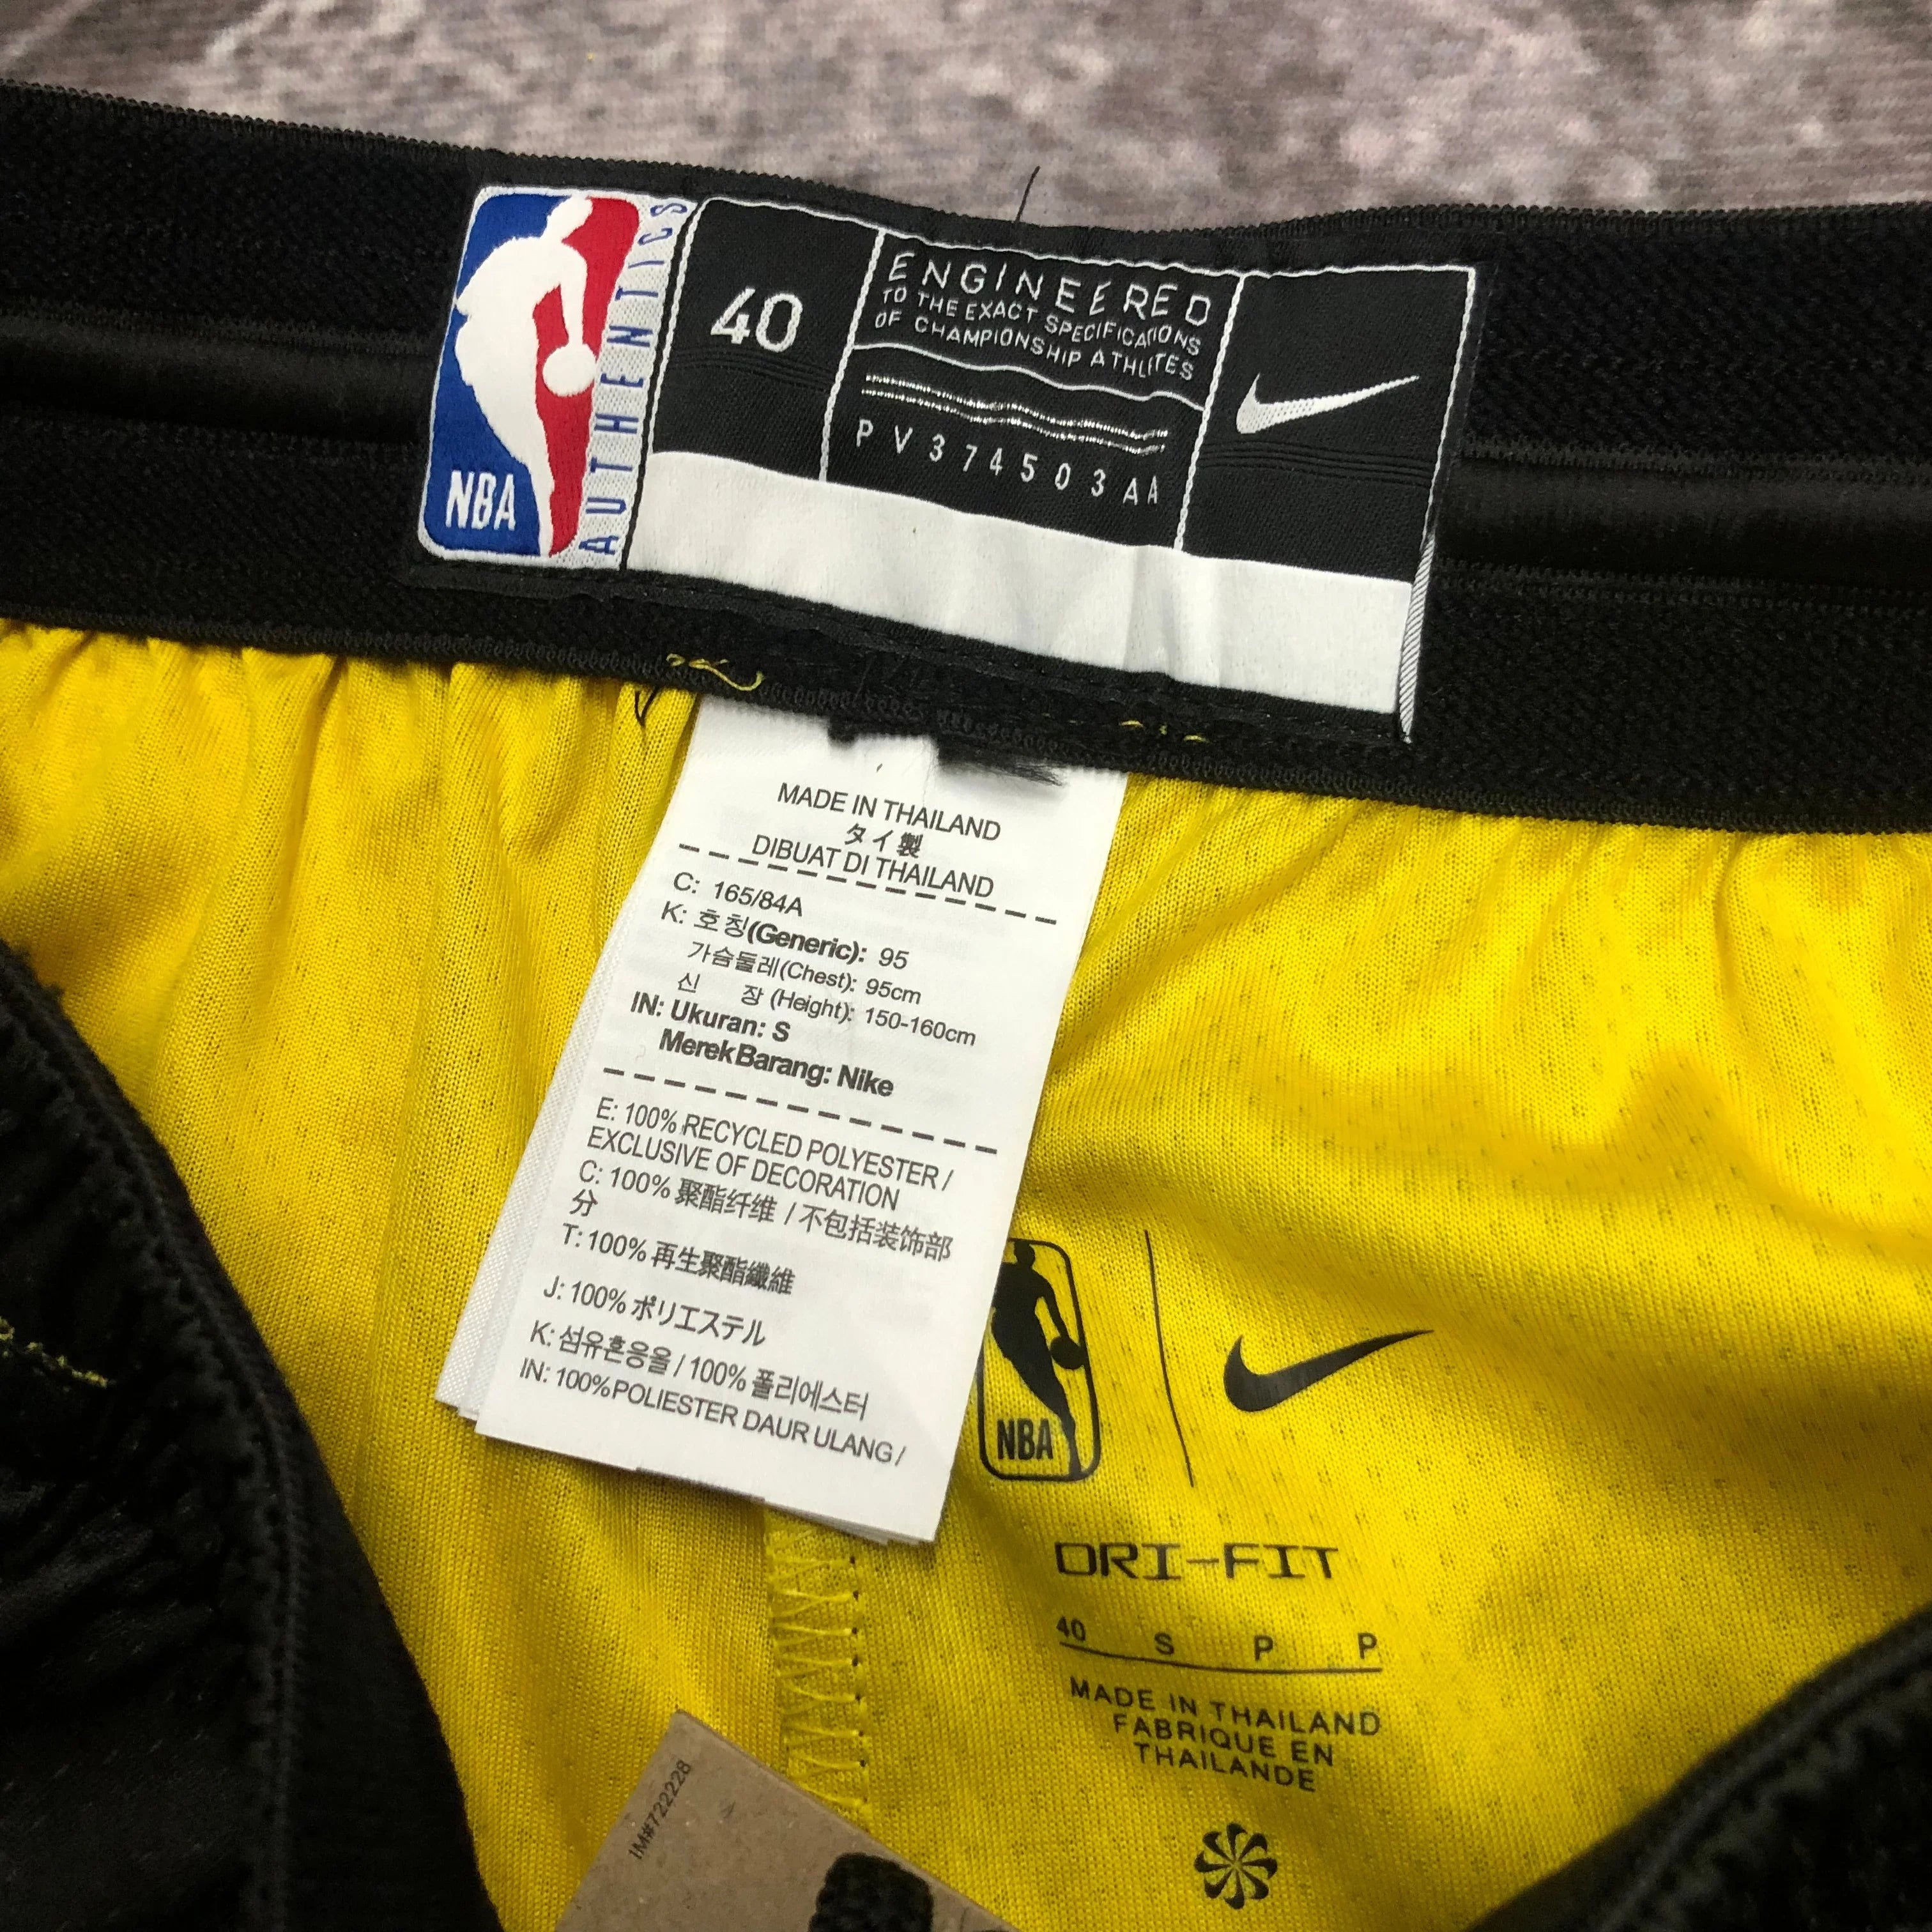 NBA
AUTHENTICS
40
ENGINEERED
TO THE EXACT SPECIFICATIONS
OF CHAMPIONSHIP ATHLETES
PV374503AA
MADE IN THAILAND
タイ製
DIBUAT DI THAILAND
C: 165/84A
K: 호칭(Generic): 95
가슴둘레(Chest): 95cm
신 장 (Height): 150-160cm
IN: Ukuran: S
Merek Barang: Nike
E: 100% RECYCLED POLYESTER /
EXCLUSIVE OF DECORATION
C: 100% 聚酯纤维 / 不包括装饰部
分
T: 100% 再生聚酯纖維
J: 100% ポリエステル
K: 섬유혼용율 / 100% 폴리에스터
IN: 100% POLIESTER DAUR ULANG /
NBA
DRI-FIT
40 S P P
MADE IN THAILAND
FABRIQUE EN
THAILANDE
IM#722228